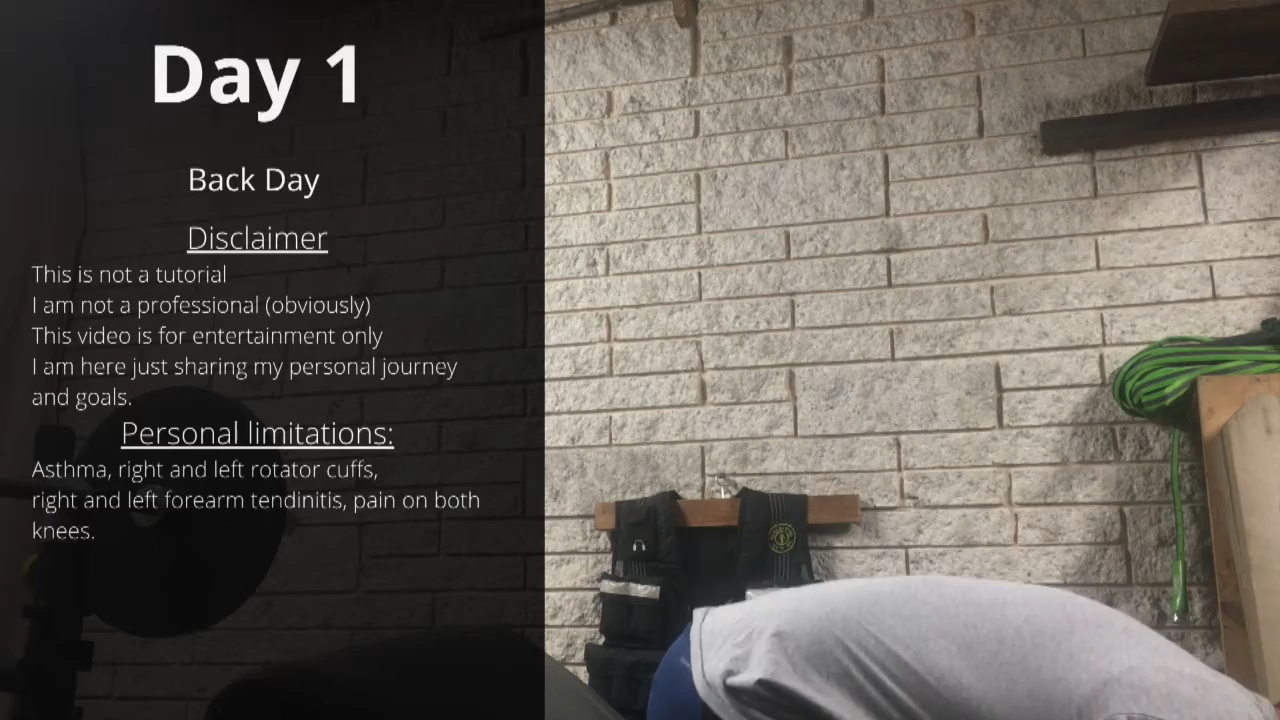 Day 1
Back Day
Disclaimer
This is not a tutorial
I am not a professional (obviously)
This video is for entertainment only
I am here just sharing my personal journey
and goals.
Personal limitations:
Asthma, right and left rotator cuffs,
right and left forearm tendinitis, pain on both
knees.